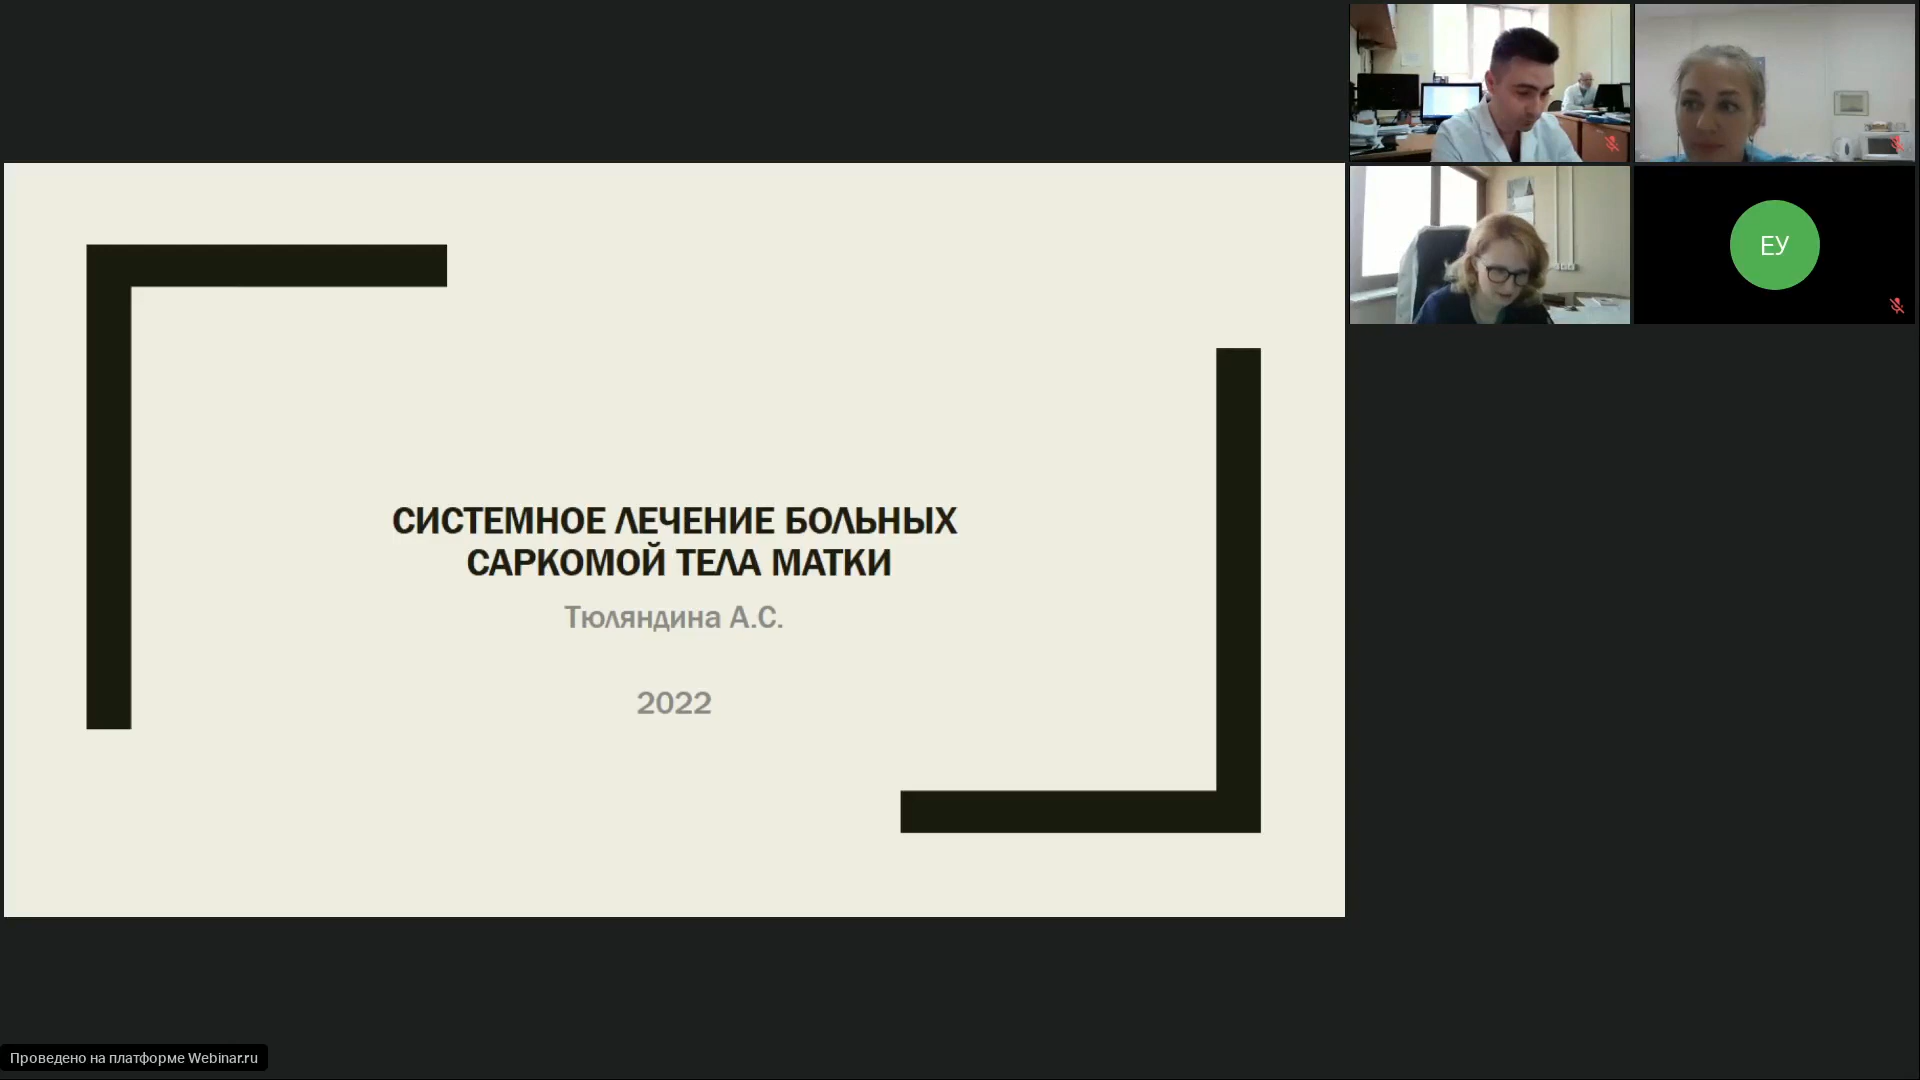 СИСТЕМНОЕ ЛЕЧЕНИЕ БОЛЬНЫХ
САРКОМОЙ ТЕЛА МАТКИ
Тюляндина А.С.
2022
ЕУ
Проведено на платформе Webinar.ru